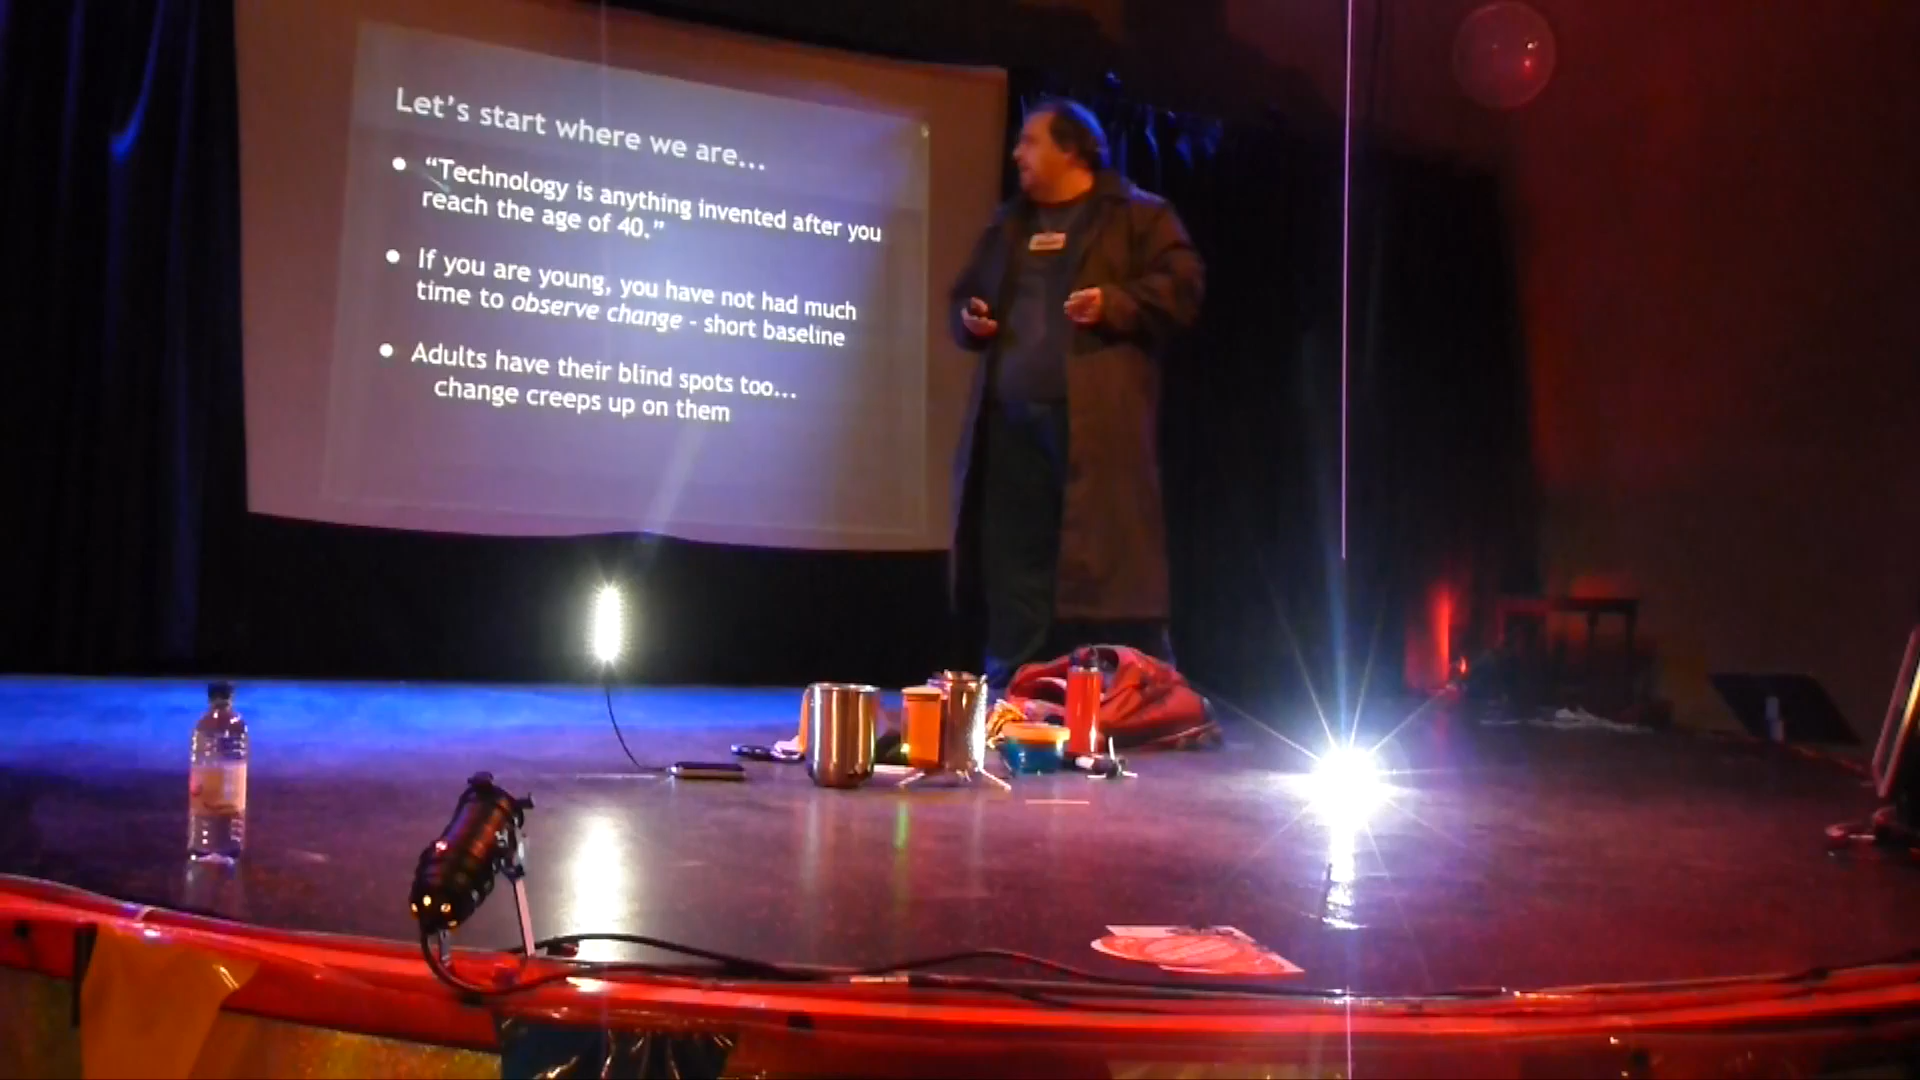 Let’s start where we are...
• “Technology is anything invented after you
reach the age of 40.”
• If you are young, you have not had much
time to observe change - short baseline
• Adults have their blind spots too...
change creeps up on them